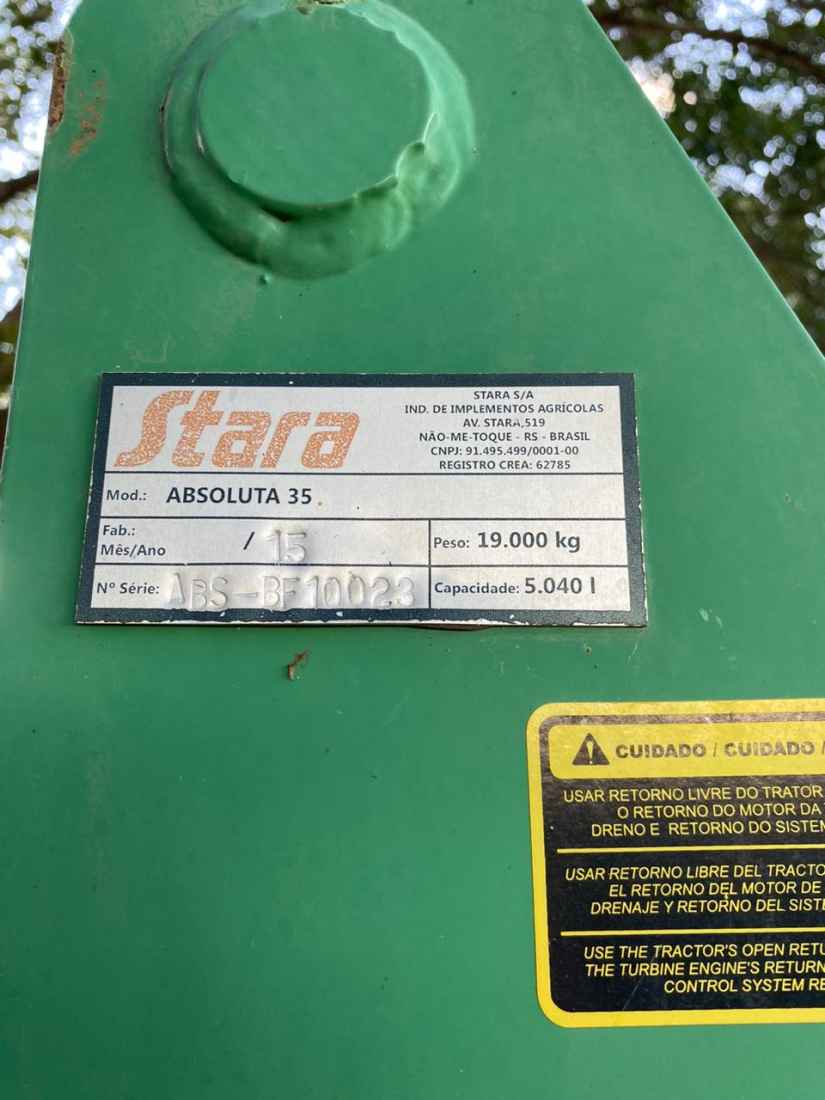 Stara
STARA S/A
IND. DE IMPLEMENTOS AGRÍCOLAS
AV. STARA,519
NÃO-ME-TOQUE - RS - BRASIL
CNPJ: 91.495.499/0001-00
REGISTRO CREA: 62785
Mod.: ABSOLUTA 35
Fab.:
Mês/Ano / 15
Peso: 19.000 kg
Nº Série: ABS-BF10023
Capacidade: 5.040 l
CUIDADO / CUIDADO /
USAR RETORNO LIVRE DO TRATOR
O RETORNO DO MOTOR DA
DRENO E RETORNO DO SISTEM
USAR RETORNO LIBRE DEL TRACTO
EL RETORNO DEL MOTOR DE
DRENAJE Y RETORNO DEL SISTE
USE THE TRACTOR'S OPEN RETU
THE TURBINE ENGINE'S RETURN
CONTROL SYSTEM RE